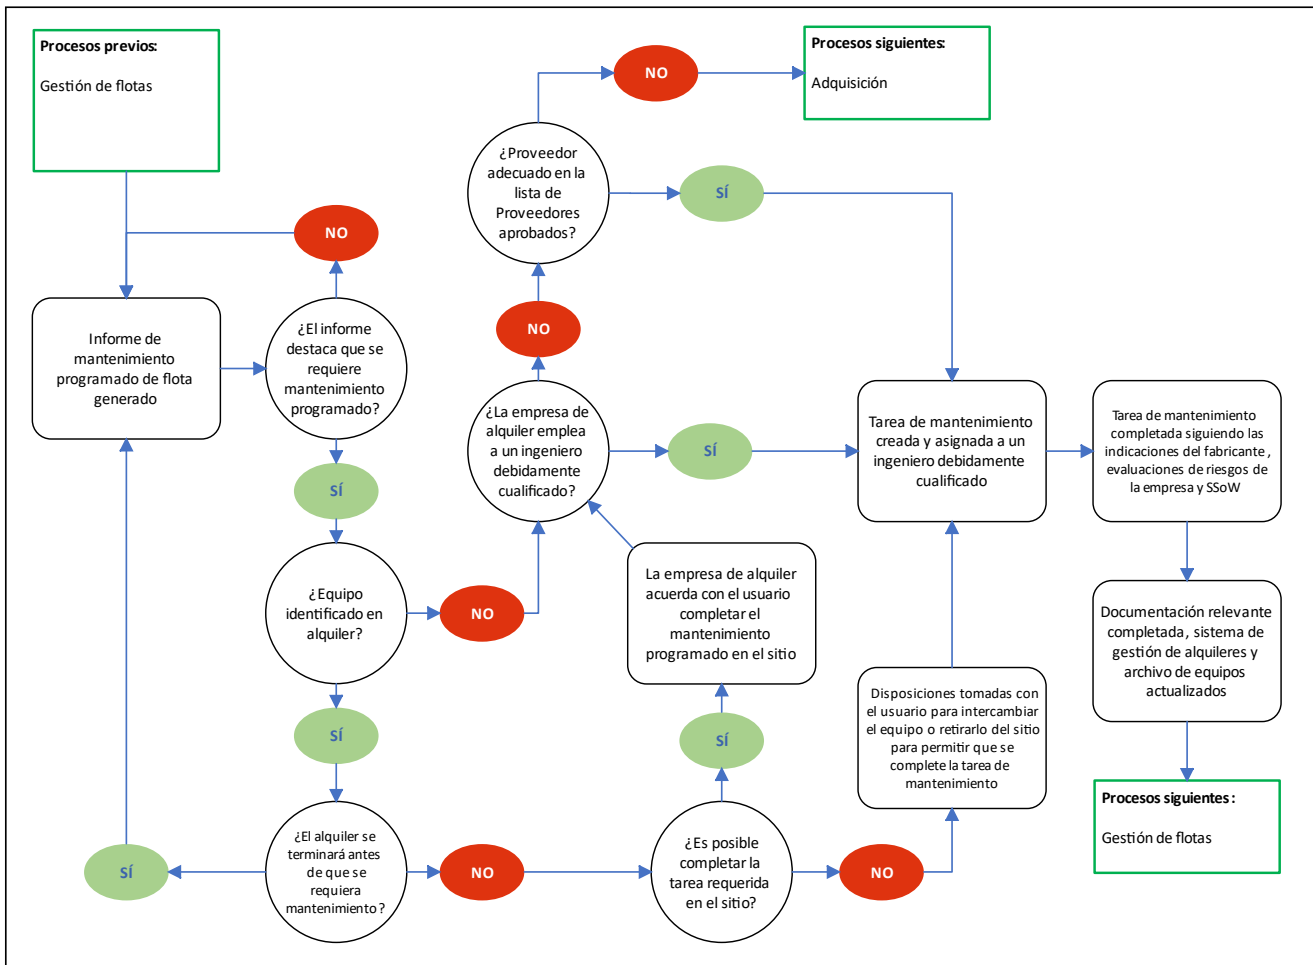 Procesos previos:
Gestión de flotas
NO
Procesos siguientes:
Adquisición
¿Proveedor
adecuado en la
lista de
Proveedores
aprobados?
SÍ
NO
Informe de
mantenimiento
programado de flota
generado
¿El informe
destaca que se
requiere
mantenimiento
programado?
NO
SÍ
¿La empresa de
alquiler emplea
a un ingeniero
debidamente
cualificado?
SÍ
Tarea de mantenimiento
creada y asignada a un
ingeniero debidamente
cualificado
Tarea de mantenimiento
completada siguiendo las
indicaciones del fabricante ,
evaluaciones de riesgos de
la empresa y SSoW
¿Equipo
identificado en
alquiler?
NO
La empresa de alquiler
acuerda con el usuario
completar el
mantenimiento
programado en el sitio
Documentación relevante
completada, sistema de
gestión de alquileres y
archivo de equipos
actualizados
SÍ
SÍ
Disposiciones tomadas con
el usuario para intercambiar
el equipo o retirarlo del sitio
para permitir que se
complete la tarea de
mantenimiento
SÍ
¿El alquiler se
terminará antes
de que se
requiera
mantenimiento ?
NO
¿Es posible
completar la
tarea requerida
en el sitio?
NO
Procesos siguientes :
Gestión de flotas